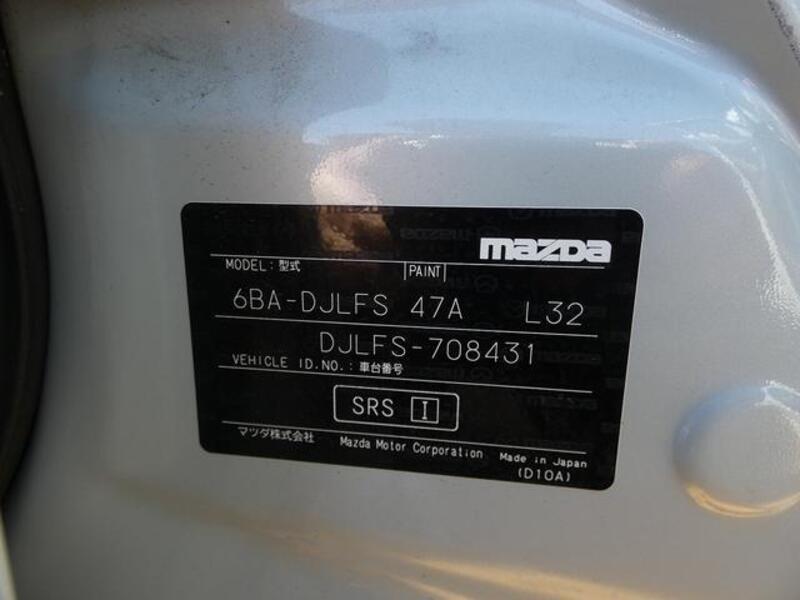 mazda
MODEL : 型式 PAINT
6BA-DJLFS 47A L32
DJLFS-708431
VEHICLE ID.NO. : 車台番号
SRS I
マツダ株式会社 Mazda Motor Corporation Made in Japan
(D10A)